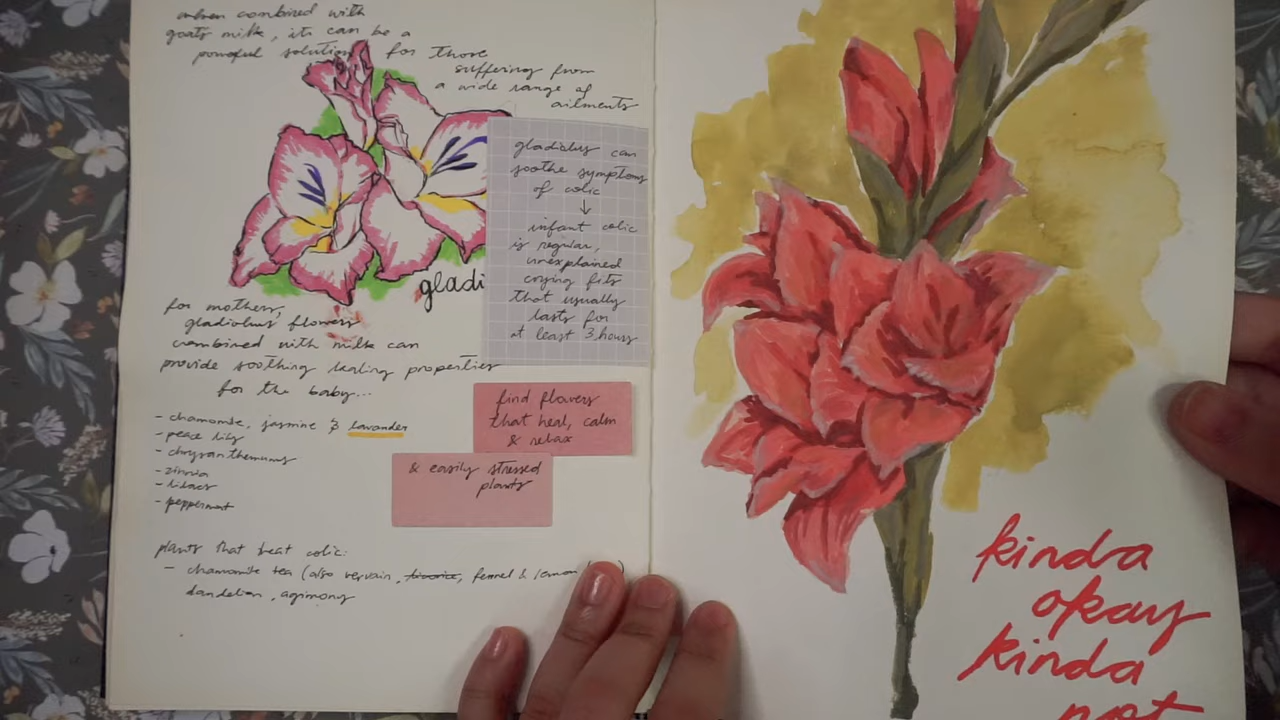 when combined with
goats milk, its can be a
powerful solution for those
suffering from
a wide range of
ailments
gladi
gladiolus can
soothe symptoms
of colic
↓
infant colic
is regular,
unexplained
crying fits
that usually
lasts for
at least 3 hours
for mothers,
gladiolus flowers
combined with milk can
provide soothing healing properties
for the baby...
- chamomile, jasmine & lavander
- peace lily
- chrysanthemums
- zinnia
- lilacs
- peppermint
find flowers
that heal, calm
& relax
& easily stressed
plants
plants that treat colic:
- chamomile tea (also vervain, licorice, fennel & lemon
dandelion, agrimony
kinda
okay
kinda
not